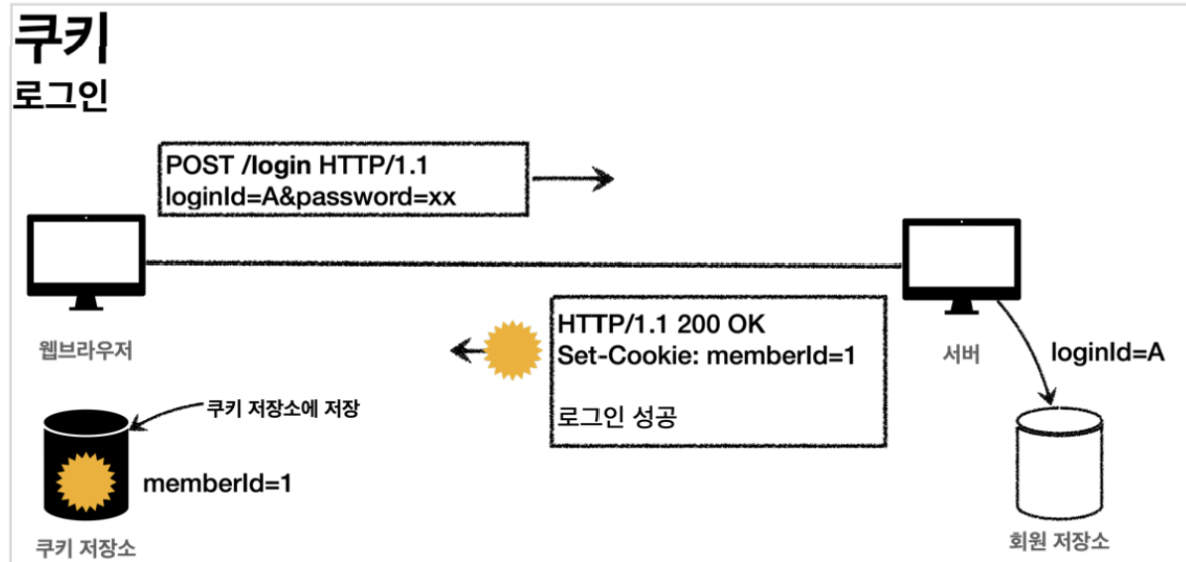 쿠키
로그인
POST /login HTTP/1.1
loginId=A&password=xx
웹브라우저
HTTP/1.1 200 OK
Set-Cookie: memberId=1
로그인 성공
서버
loginId=A
쿠키 저장소에 저장
memberId=1
쿠키 저장소
회원 저장소